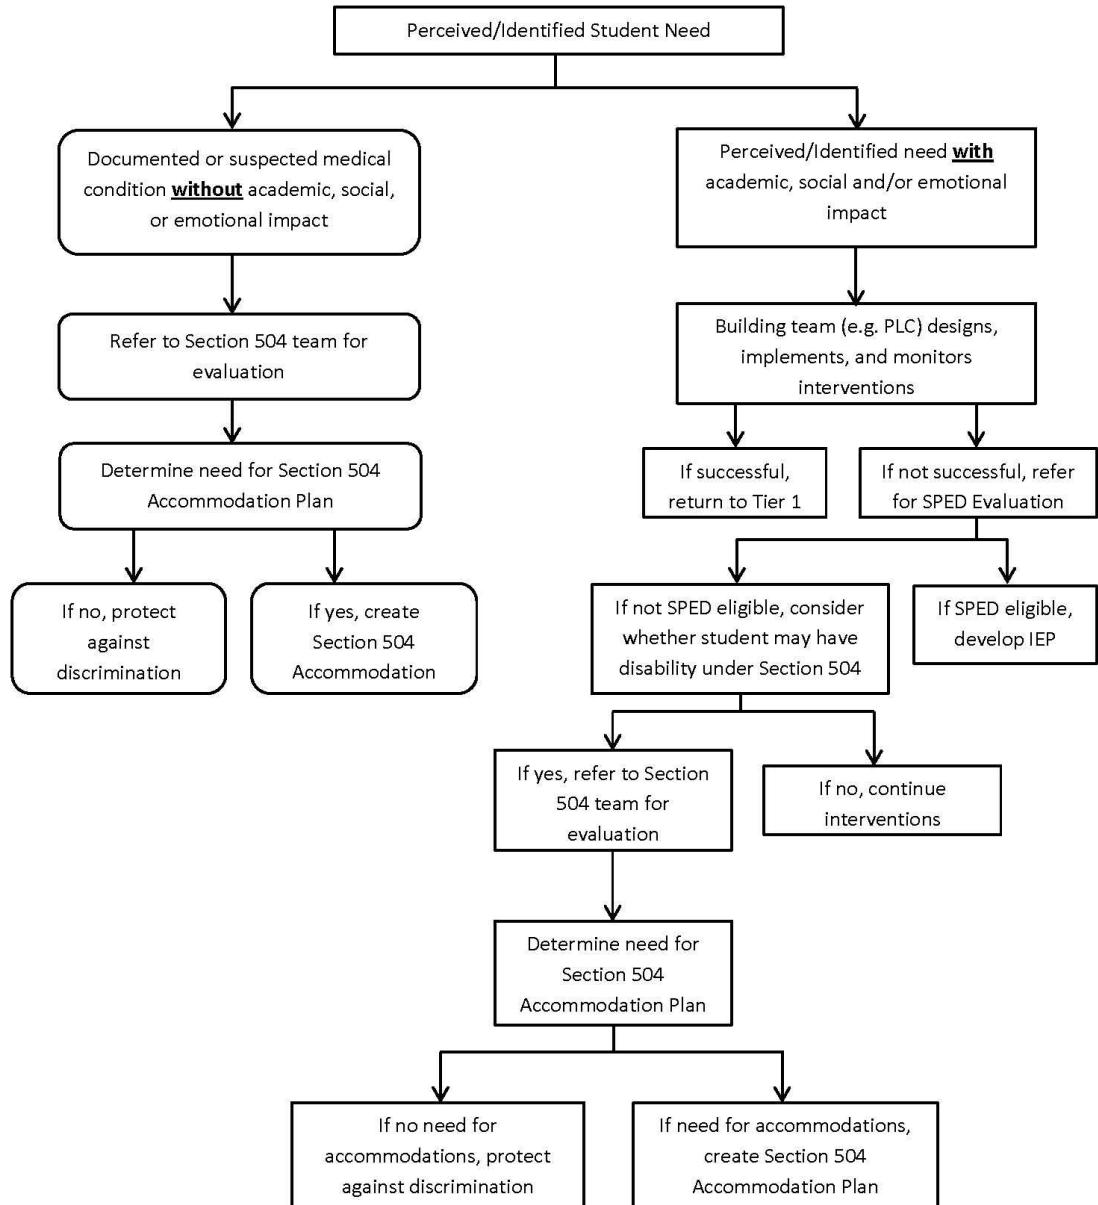 Perceived/Identified Student Need
Documented or suspected medical
condition without academic, social,
or emotional impact
Perceived/Identified need with
academic, social and/or emotional
impact
Refer to Section 504 team for
evaluation
Building team (e.g. PLC) designs,
implements, and monitors
interventions
Determine need for Section 504
Accommodation Plan
If successful,
return to Tier 1
If not successful, refer
for SPED Evaluation
If no, protect
against
discrimination
If yes, create
Section 504
Accommodation
If not SPED eligible, consider
whether student may have
disability under Section 504
If SPED eligible,
develop IEP
If yes, refer to Section
504 team for
evaluation
If no, continue
interventions
Determine need for
Section 504
Accommodation Plan
If no need for
accommodations, protect
against discrimination
If need for accommodations,
create Section 504
Accommodation Plan